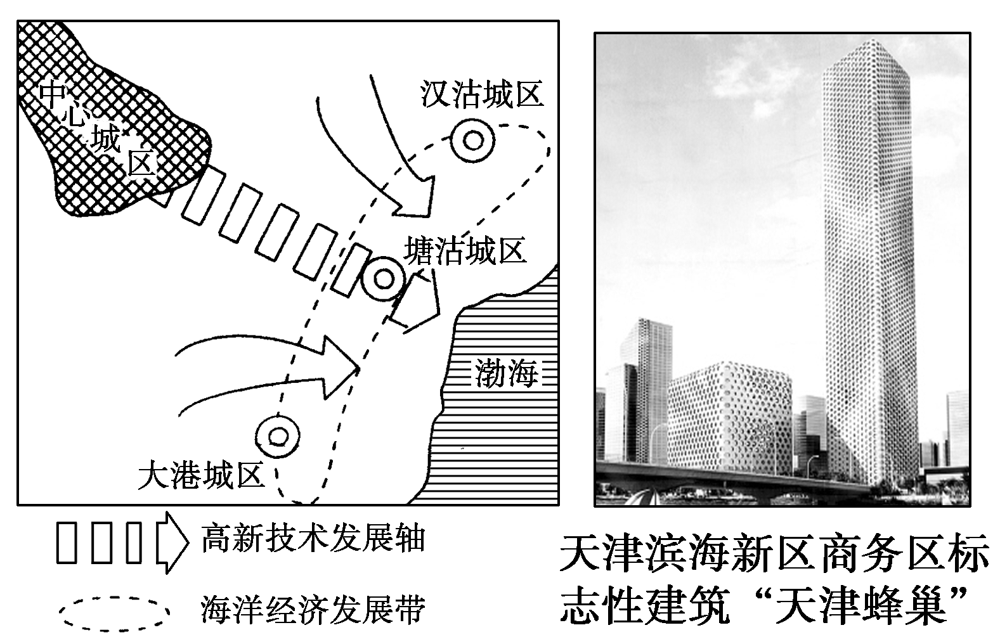 中心城区
汉沽城区
塘沽城区
渤海
大港城区
高新技术发展轴
海洋经济发展带
天津滨海新区商务区标
志性建筑“天津蜂巢”